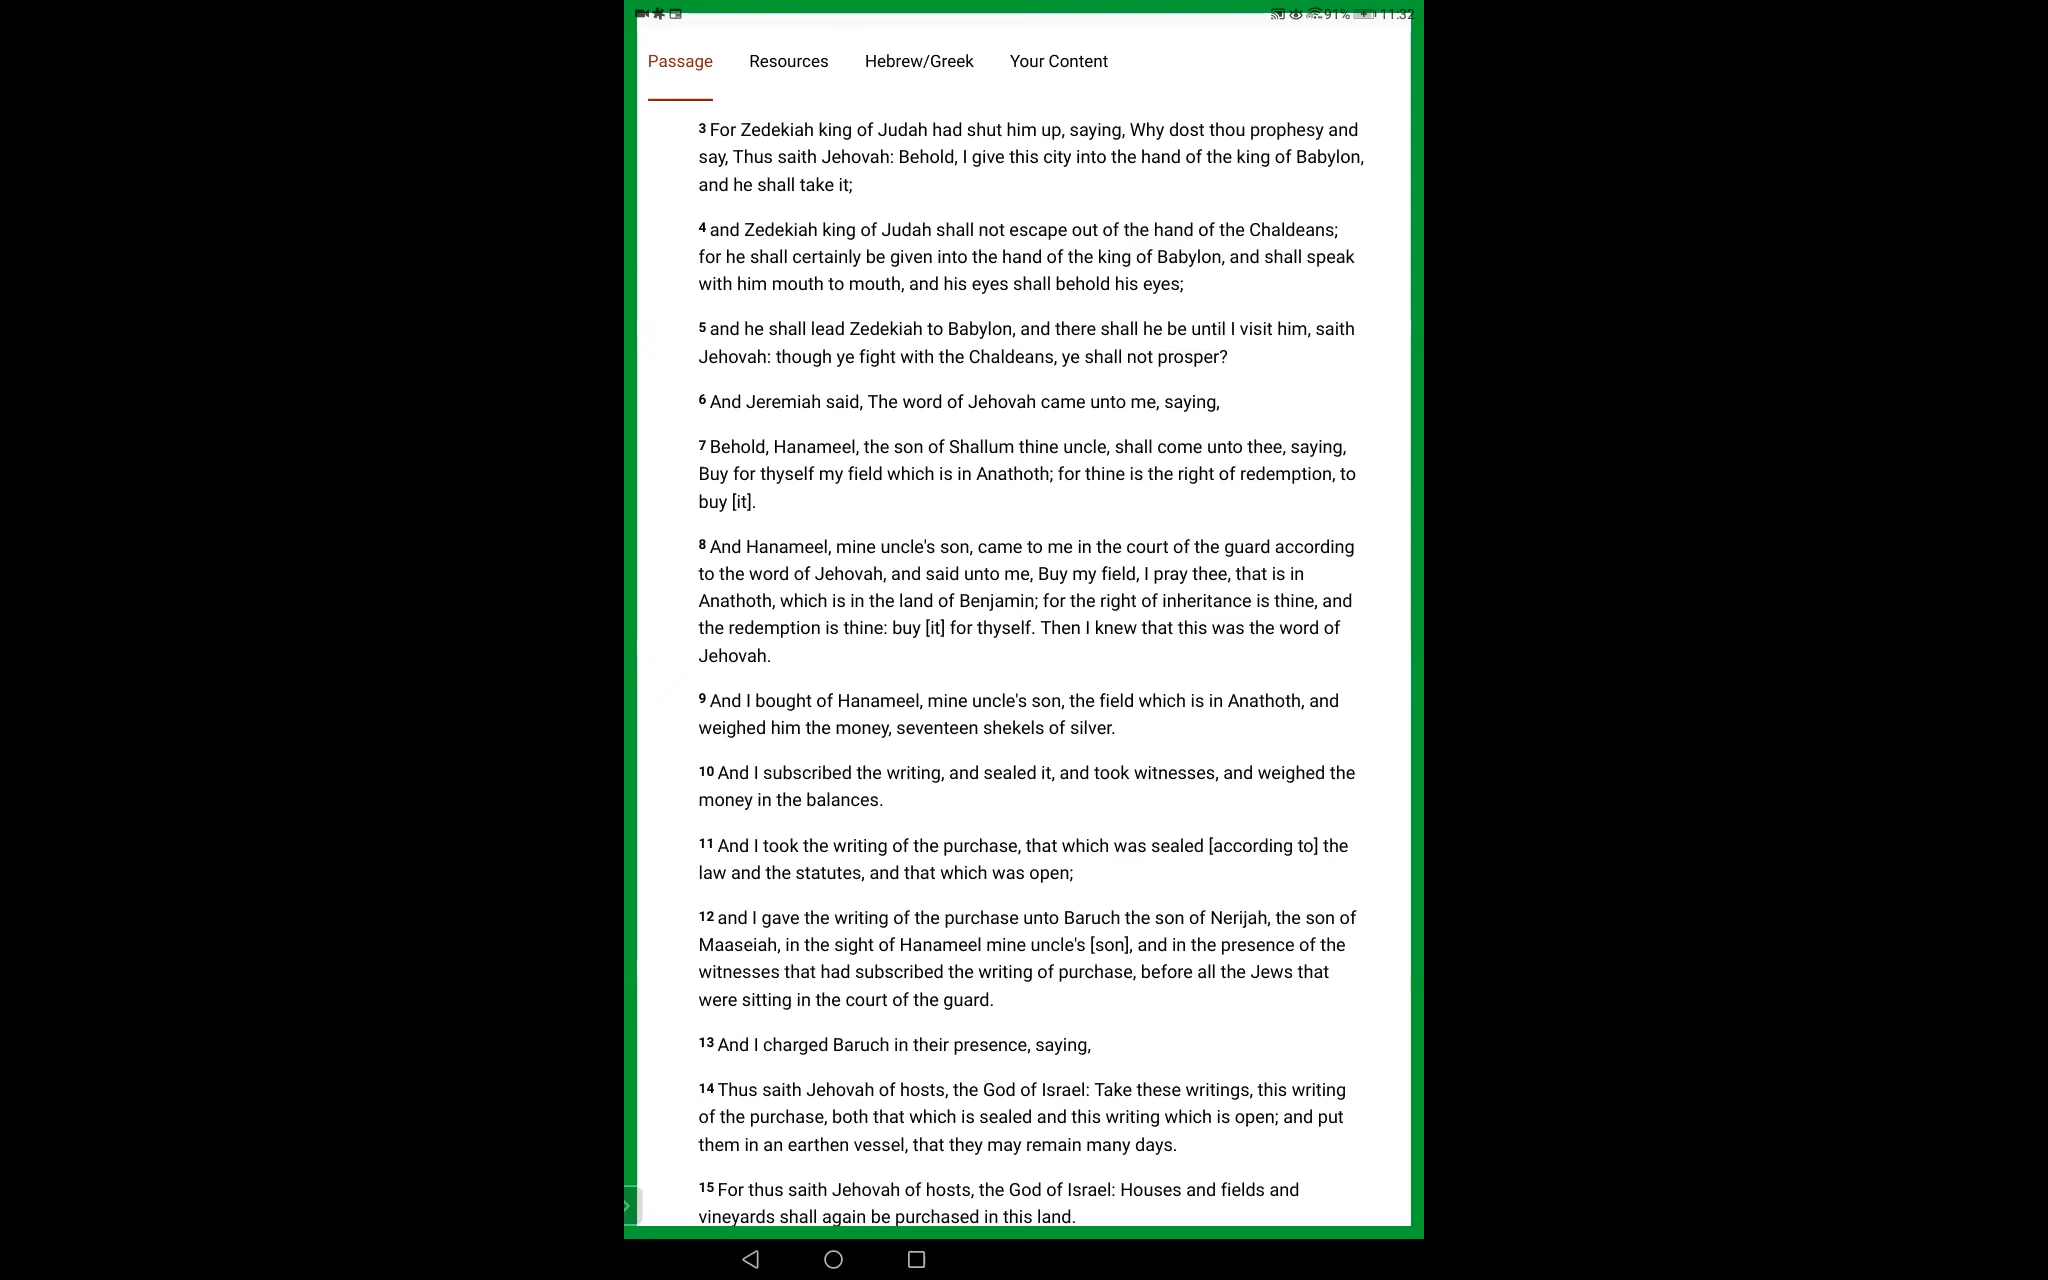 91% 11:32
Passage Resources Hebrew/Greek Your Content
3 For Zedekiah king of Judah had shut him up, saying, Why dost thou prophesy and
say, Thus saith Jehovah: Behold, I give this city into the hand of the king of Babylon,
and he shall take it;
4 and Zedekiah king of Judah shall not escape out of the hand of the Chaldeans;
for he shall certainly be given into the hand of the king of Babylon, and shall speak
with him mouth to mouth, and his eyes shall behold his eyes;
5 and he shall lead Zedekiah to Babylon, and there shall he be until I visit him, saith
Jehovah: though ye fight with the Chaldeans, ye shall not prosper?
6 And Jeremiah said, The word of Jehovah came unto me, saying,
7 Behold, Hanameel, the son of Shallum thine uncle, shall come unto thee, saying,
Buy for thyself my field which is in Anathoth; for thine is the right of redemption, to
buy [it].
8 And Hanameel, mine uncle's son, came to me in the court of the guard according
to the word of Jehovah, and said unto me, Buy my field, I pray thee, that is in
Anathoth, which is in the land of Benjamin; for the right of inheritance is thine, and
the redemption is thine: buy [it] for thyself. Then I knew that this was the word of
Jehovah.
9 And I bought of Hanameel, mine uncle's son, the field which is in Anathoth, and
weighed him the money, seventeen shekels of silver.
10 And I subscribed the writing, and sealed it, and took witnesses, and weighed the
money in the balances.
11 And I took the writing of the purchase, that which was sealed [according to] the
law and the statutes, and that which was open;
12 and I gave the writing of the purchase unto Baruch the son of Nerijah, the son of
Maaseiah, in the sight of Hanameel mine uncle's [son], and in the presence of the
witnesses that had subscribed the writing of purchase, before all the Jews that
were sitting in the court of the guard.
13 And I charged Baruch in their presence, saying,
14 Thus saith Jehovah of hosts, the God of Israel: Take these writings, this writing
of the purchase, both that which is sealed and this writing which is open; and put
them in an earthen vessel, that they may remain many days.
15 For thus saith Jehovah of hosts, the God of Israel: Houses and fields and
vineyards shall again be purchased in this land.